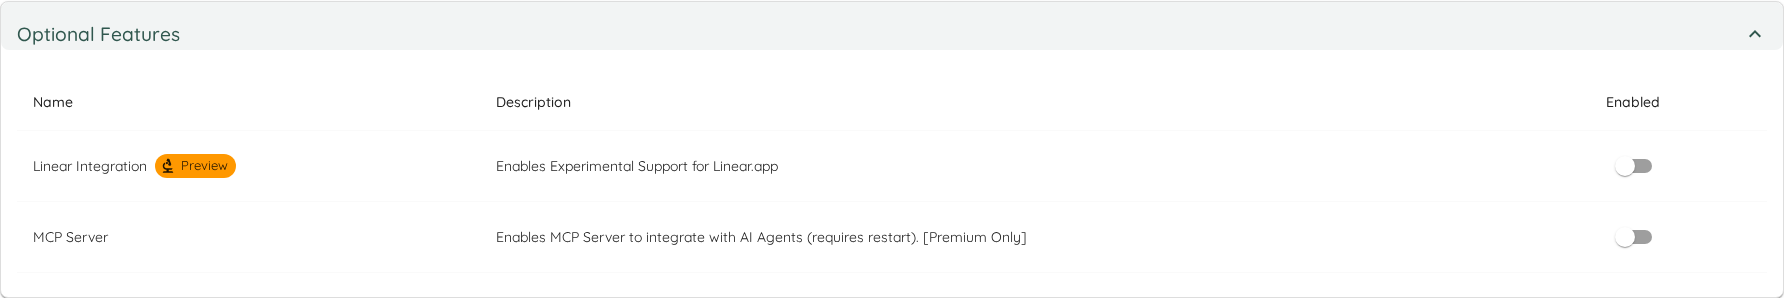 Optional Features
Name Description Enabled
Linear Integration Preview Enables Experimental Support for Linear.app
MCP Server Enables MCP Server to integrate with AI Agents (requires restart). [Premium Only]